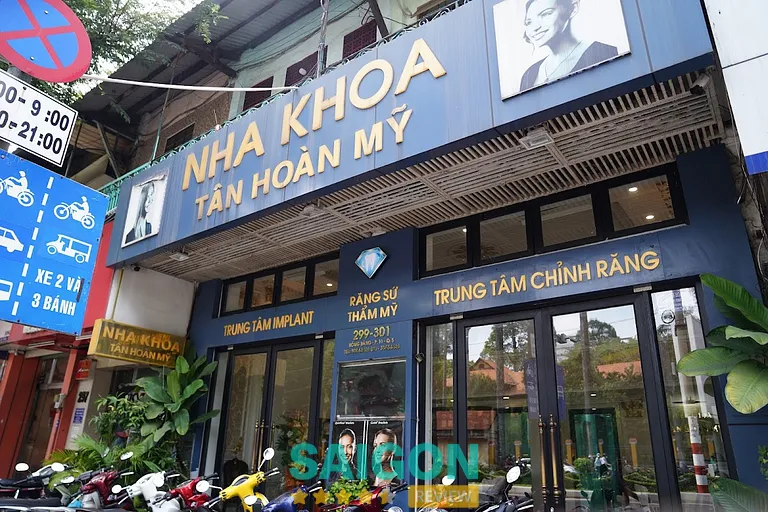 NHA KHOA
TÂN HOÀN MỸ
00 - 9:00
0 - 21:00
XE 2 VÀ
3 BÁNH
NHA KHOA
TÂN HOÀN MỸ
TRUNG TÂM IMPLANT
RĂNG SỨ
THẨM MỸ
299-301
TRUNG TÂM CHỈNH RĂNG
SAIGON
REVIEW